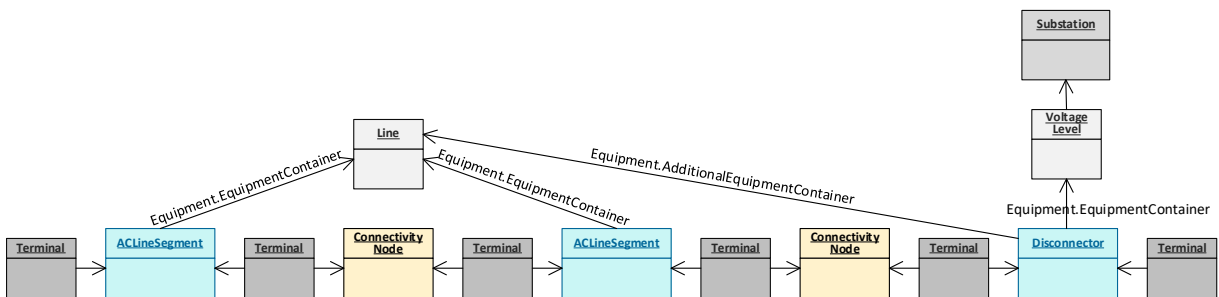 Substation
Voltage
Level
Line
Equipment.EquipmentContainer
Equipment.EquipmentContainer
Equipment.AdditionalEquipmentContainer
Equipment.EquipmentContainer
Terminal
ACLineSegment
Terminal
Connectivity
Node
Terminal
ACLineSegment
Terminal
Connectivity
Node
Terminal
Disconnector
Terminal